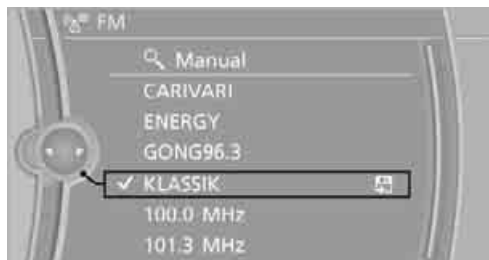 FM
Manual
CARIVARI
ENERGY
GONG96.3
KLASSIK
100.0 MHz
101.3 MHz